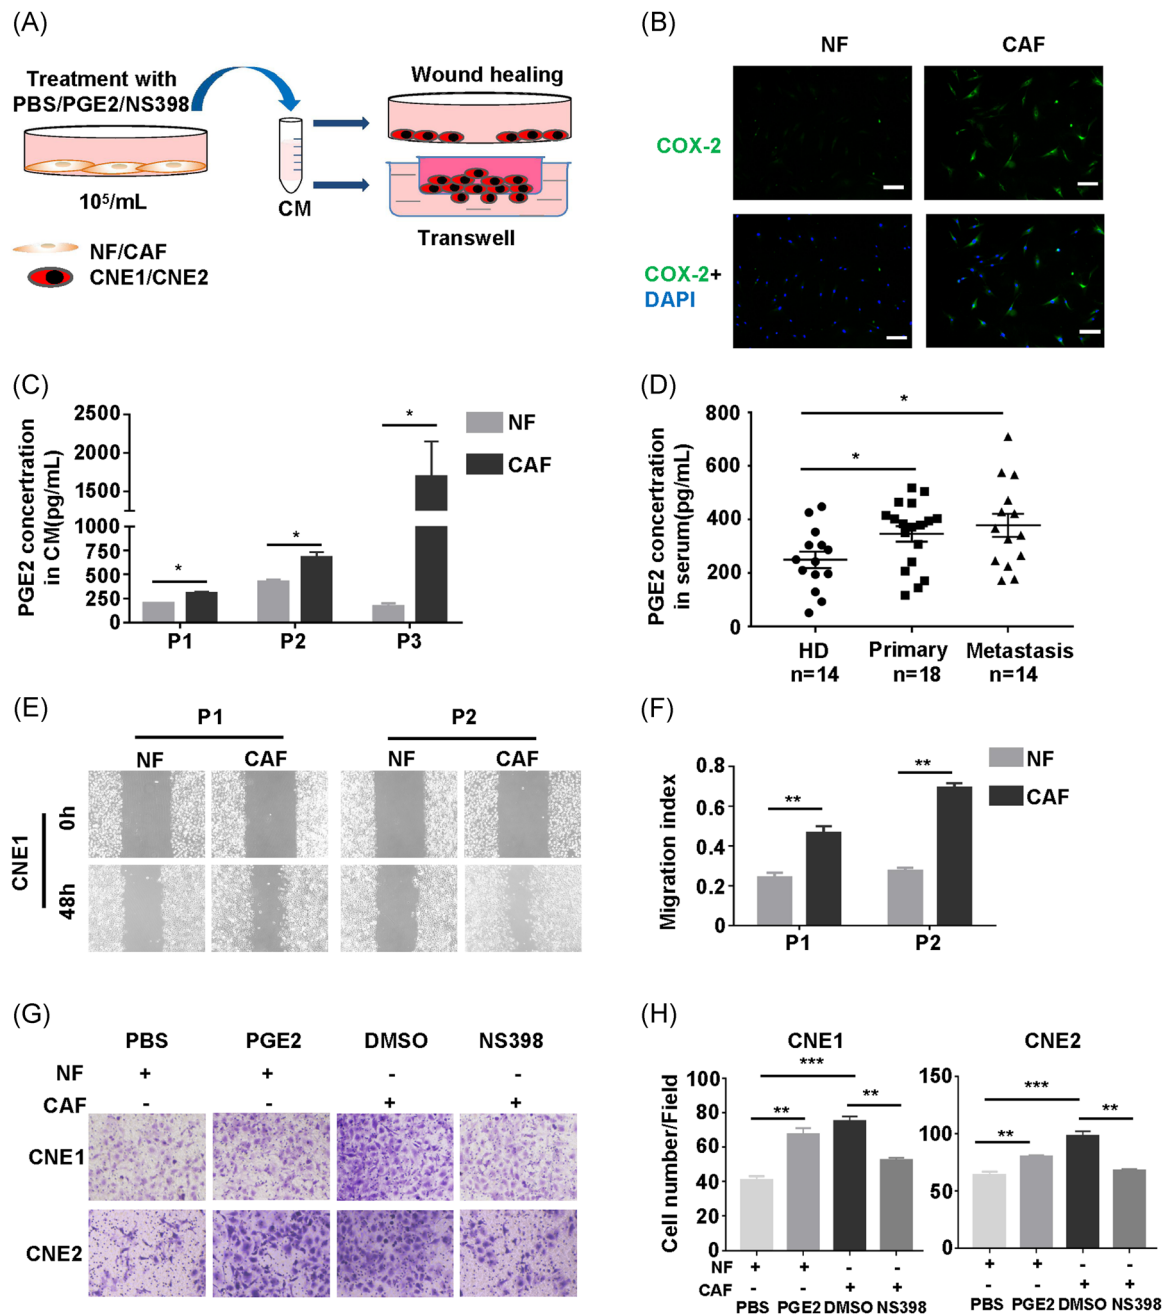 (A)
Treatment with
PBS/PGE2/NS398
10⁵/mL
CM
Wound healing
Transwell
NF/CAF
CNE1/CNE2
(B)
NF CAF
COX-2
COX-2+
DAPI
(C)
PGE2 concertration
in CM(pg/mL)
2500
2000
1500
1000
750
500
250
0
* * *
P1 P2 P3
NF
CAF
(D)
PGE2 concertration
in serum(pg/mL)
800
600
400
200
0
*
*
HD Primary Metastasis
n=14 n=18 n=14
(E)
P1 P2
NF CAF NF CAF
CNE1
0h
48h
(F)
Migration index
0.8
0.6
0.4
0.2
0
** **
P1 P2
NF
CAF
(G)
PBS PGE2 DMSO NS398
NF + + - -
CAF - - + +
CNE1
CNE2
(H)
CNE1
Cell number/Field
100
80
60
40
20
0
***
** **
NF + + - -
CAF - - + +
PBS PGE2 DMSO NS398
CNE2
150
100
50
0
***
** **
+ + - -
- - + +
PBS PGE2 DMSO NS398